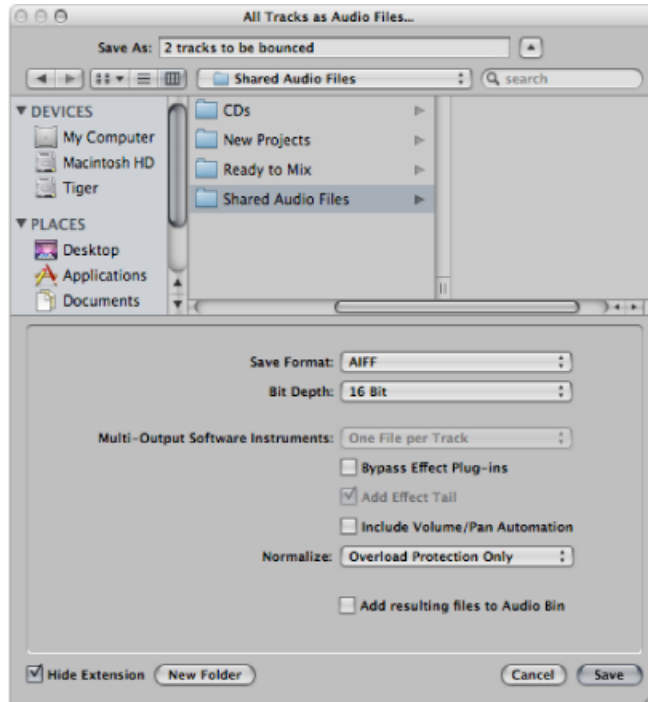 All Tracks as Audio Files...
Save As: 2 tracks to be bounced
Shared Audio Files
search
DEVICES
My Computer
Macintosh HD
Tiger
PLACES
Desktop
Applications
Documents
CDs
New Projects
Ready to Mix
Shared Audio Files
Save Format: AIFF
Bit Depth: 16 Bit
Multi-Output Software Instruments: One File per Track
Bypass Effect Plug-ins
Add Effect Tail
Include Volume/Pan Automation
Normalize: Overload Protection Only
Add resulting files to Audio Bin
Hide Extension New Folder Cancel Save